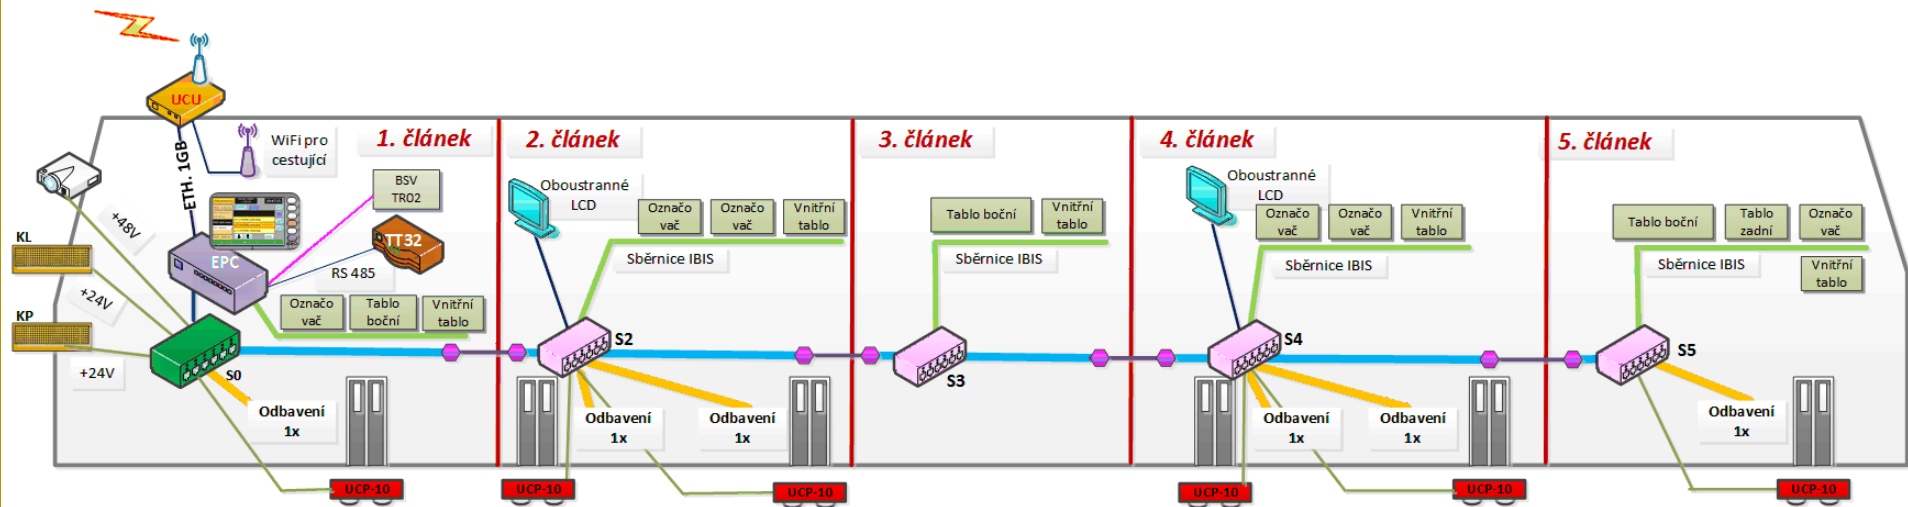 UCU
ETH. 1GB
WiFi pro
cestující
1. článek
2. článek
3. článek
4. článek
5. článek
BSV
TR02
TT32
EPC
RS 485
+48V
KL
+24V
KP
+24V
Označo
vač
Tablo
boční
Vnitřní
tablo
S0
Odbavení
1x
UCP-10
Oboustranné
LCD
Označo
vač
Označo
vač
Vnitřní
tablo
Sběrnice IBIS
S2
Odbavení
1x
Odbavení
1x
UCP-10
UCP-10
Tablo boční
Vnitřní
tablo
Sběrnice IBIS
S3
Oboustranné
LCD
Označo
vač
Označo
vač
Vnitřní
tablo
Sběrnice IBIS
S4
Odbavení
1x
Odbavení
1x
UCP-10
UCP-10
Tablo boční
Tablo
zadní
Označo
vač
Sběrnice IBIS
Vnitřní
tablo
S5
Odbavení
1x
UCP-10